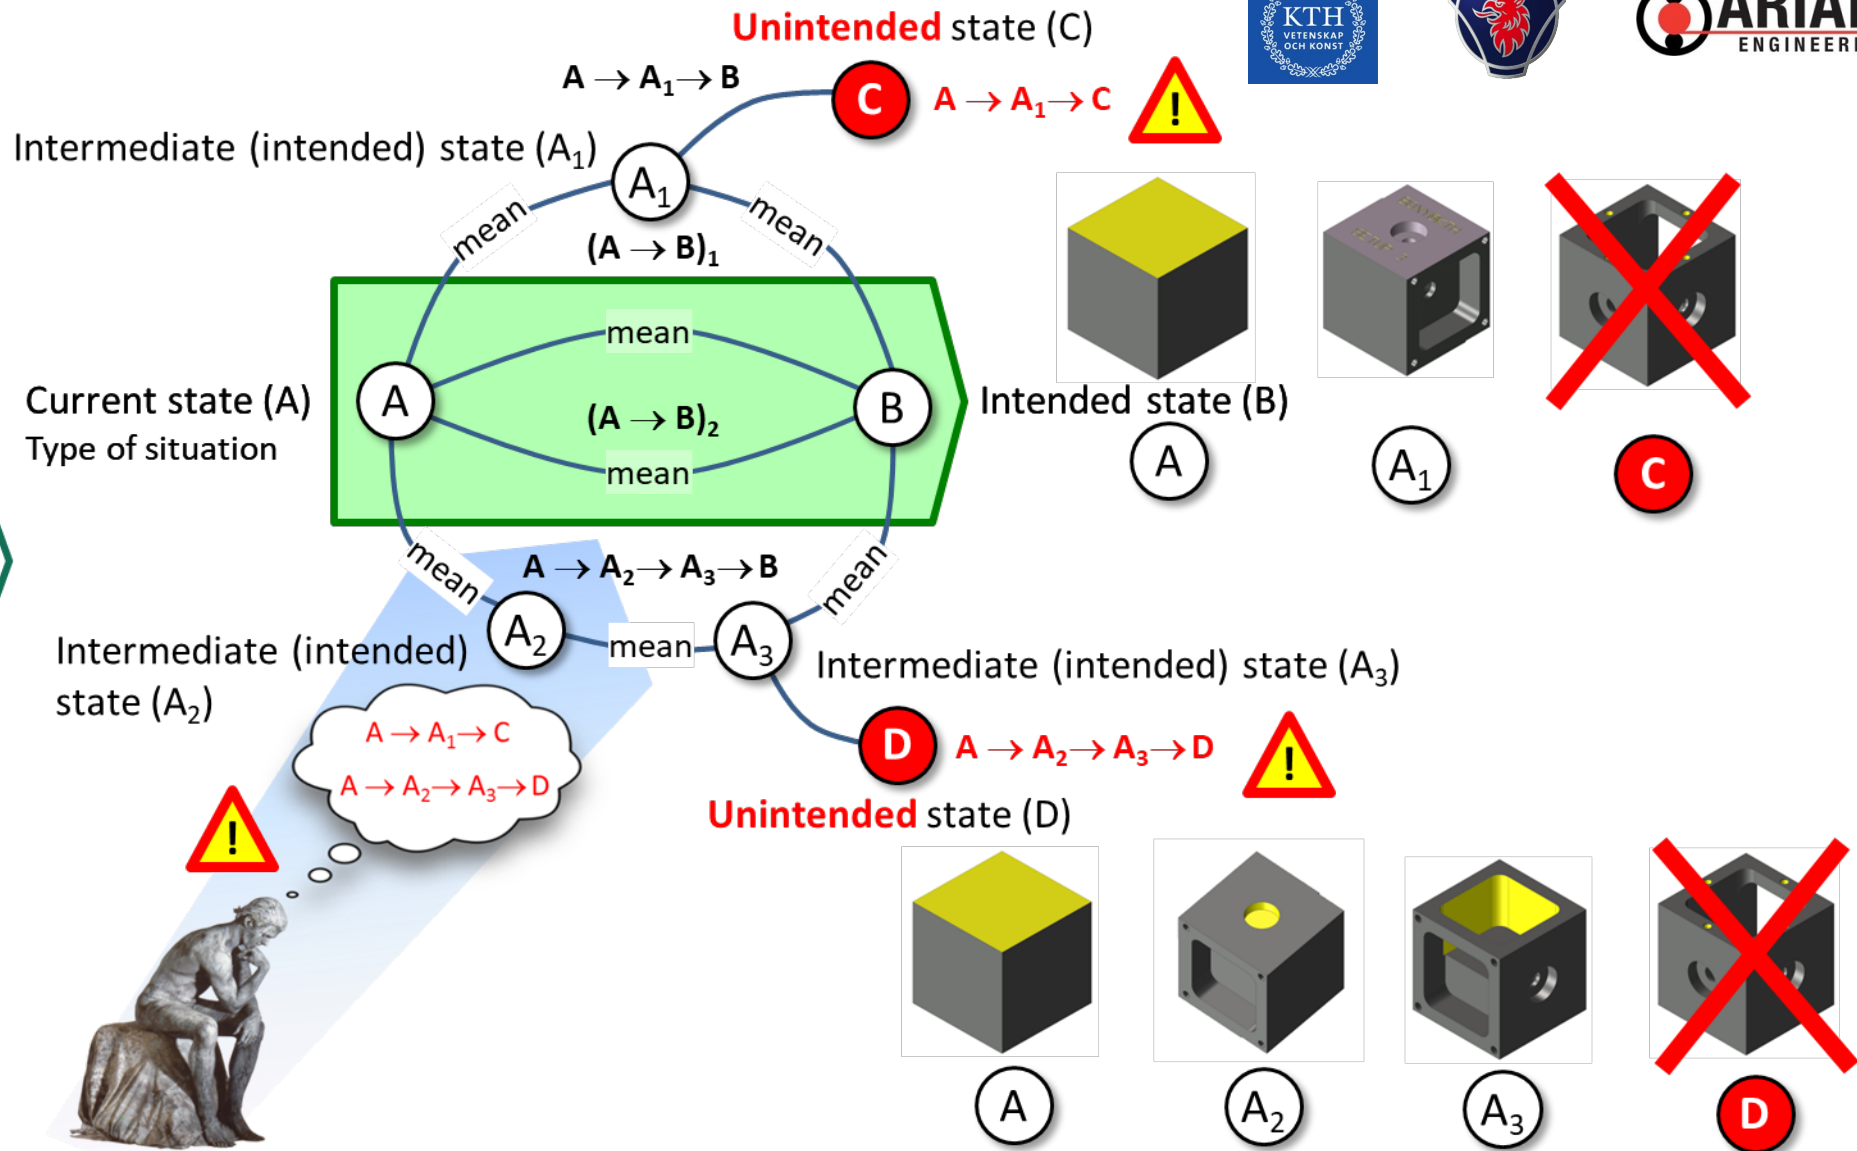 Unintended state (C)
KTH
VETENSKAP
OCH KONST
A → A₁→ B
C
A → A₁→ C
!
Intermediate (intended) state (A₁)
A₁
mean
mean
(A → B)₁
mean
Current state (A)
Type of situation
A
(A → B)₂
B
Intended state (B)
mean
A
A₁
C
mean
A → A₂→ A₃→ B
mean
A₂
mean
A₃
Intermediate (intended)
state (A₂)
Intermediate (intended) state (A₃)
A → A₁→ C
A → A₂→ A₃→ D
!
D
A → A₂→ A₃→ D
!
Unintended state (D)
A
A₂
A₃
D